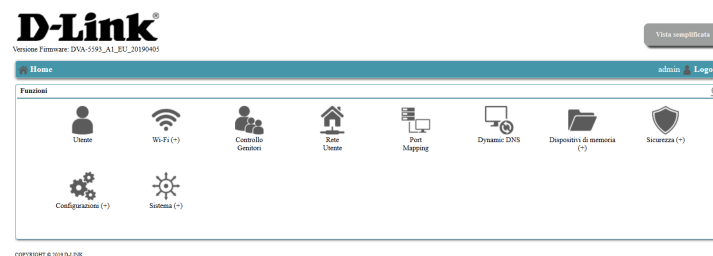 D-Link®
Versione Firmware: DVA-5593_A1_EU_20190405
Vista semplificata
Home
admin Logo
Funzioni
Utente
Wi-Fi (+)
Controllo
Genitori
Rete
Utente
Port
Mapping
Dynamic DNS
Dispositivi di memoria
(+)
Sicurezza (+)
Configurazioni (+)
Sistema (+)
COPYRIGHT © 2019 D-LINK